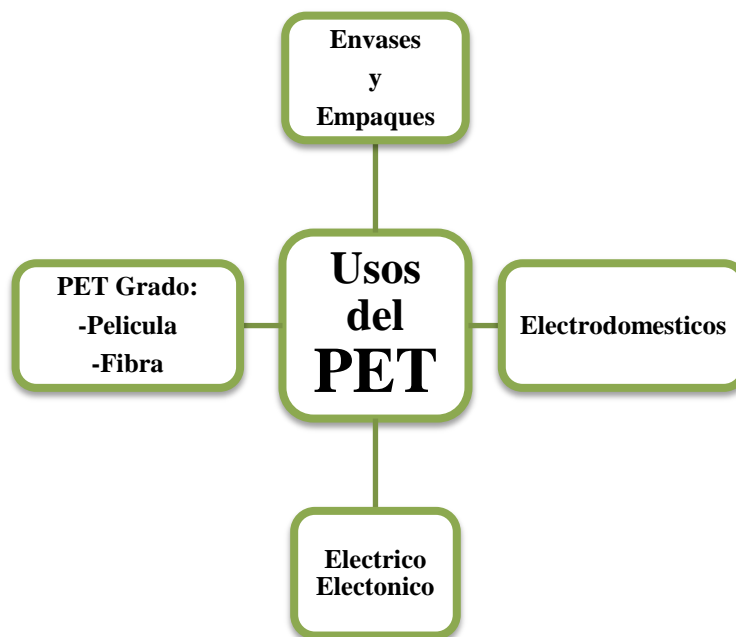 Envases
y
Empaques
PET Grado:
-Pelicula
-Fibra
Usos
del
PET
Electrodomesticos
Electrico
Electonico